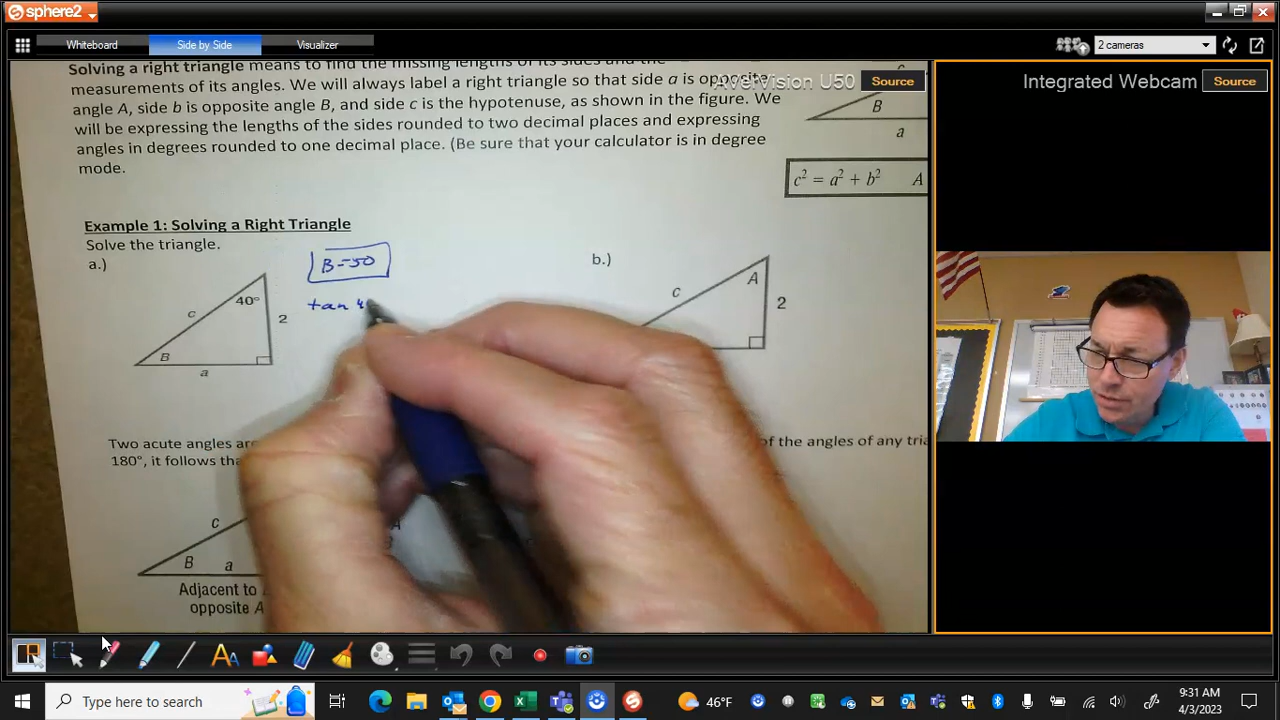 sphere2
Whiteboard
Side by Side
Visualizer
2 cameras
Solving a right triangle means to find the missing lengths of its sides and the
measurements of its angles. We will always label a right triangle so that side a is opposite
angle A, side b is opposite angle B, and side c is the hypotenuse, as shown in the figure. We
will be expressing the lengths of the sides rounded to two decimal places and expressing
angles in degrees rounded to one decimal place. (Be sure that your calculator is in degree
mode.
AVerVision U50
Source
Integrated Webcam
Source
B
a
c² = a² + b² A
Example 1: Solving a Right Triangle
Solve the triangle.
a.)
B=50
tan 4
40°
c
2
B
a
b.)
A
c
2
Two acute angles are
of the angles of any tria
180°, it follows tha
c
A
B
a
Adjacent to
opposite A
Type here to search
46°F
9:31 AM
4/3/2023